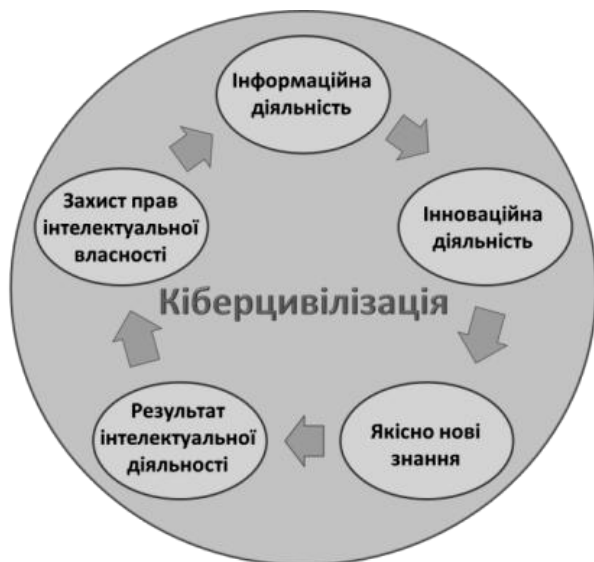 Інформаційна
діяльність
Інноваційна
діяльність
Якісно нові
знання
Результат
інтелектуальної
діяльності
Захист прав
інтелектуальної
власності
Кіберцивілізація